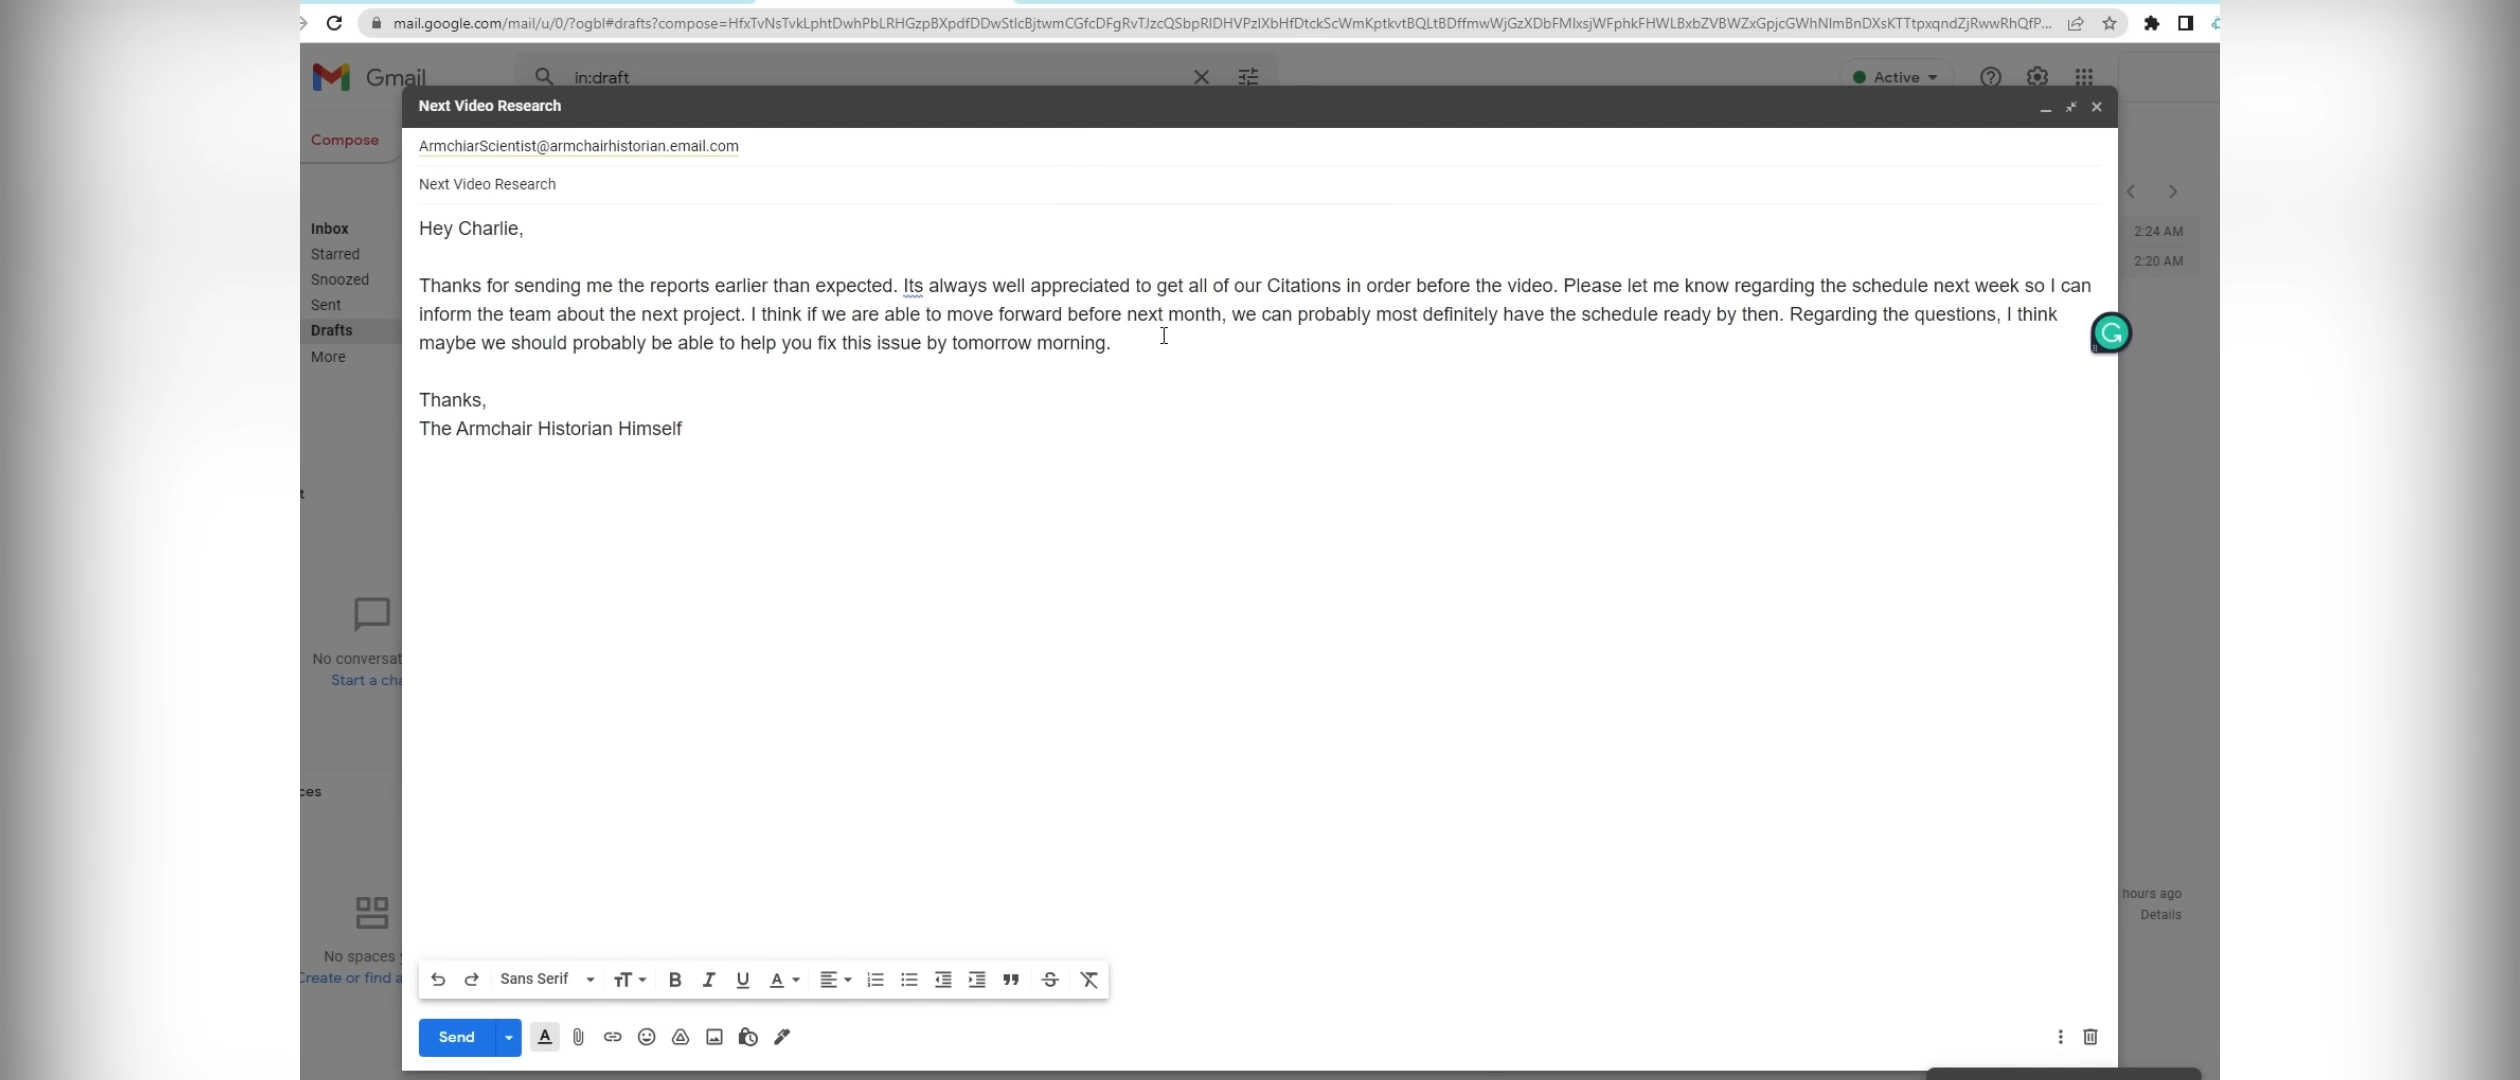 mail.google.com/mail/u/0/?ogbl#drafts?compose=
Gmail
in:draft
Active
Next Video Research
Compose
ArmchiarScientist@armchairhistorian.email.com
Next Video Research
Inbox
Starred
Snoozed
Sent
Drafts
More
Hey Charlie,
Thanks for sending me the reports earlier than expected. Its always well appreciated to get all of our Citations in order before the video. Please let me know regarding the schedule next week so I can
inform the team about the next project. I think if we are able to move forward before next month, we can probably most definitely have the schedule ready by then. Regarding the questions, I think
maybe we should probably be able to help you fix this issue by tomorrow morning.
Thanks,
The Armchair Historian Himself
2:24 AM
2:20 AM
t
No conversat
Start a cha
ces
No spaces
Create or find a
hours ago
Details
Sans Serif
Send